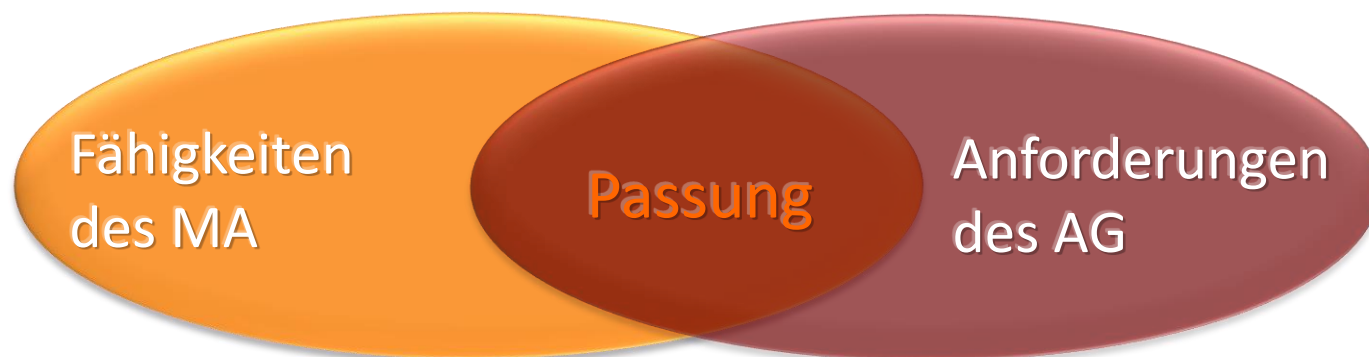 Fähigkeiten
des MA
Passung
Anforderungen
des AG